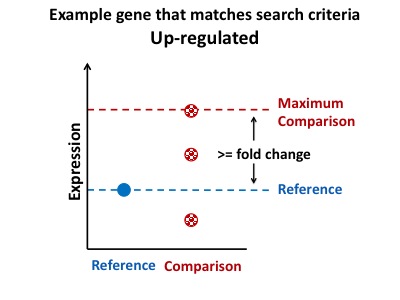 Example gene that matches search criteria
Up-regulated
Maximum
Comparison
>= fold change
Reference
Expression
Reference Comparison